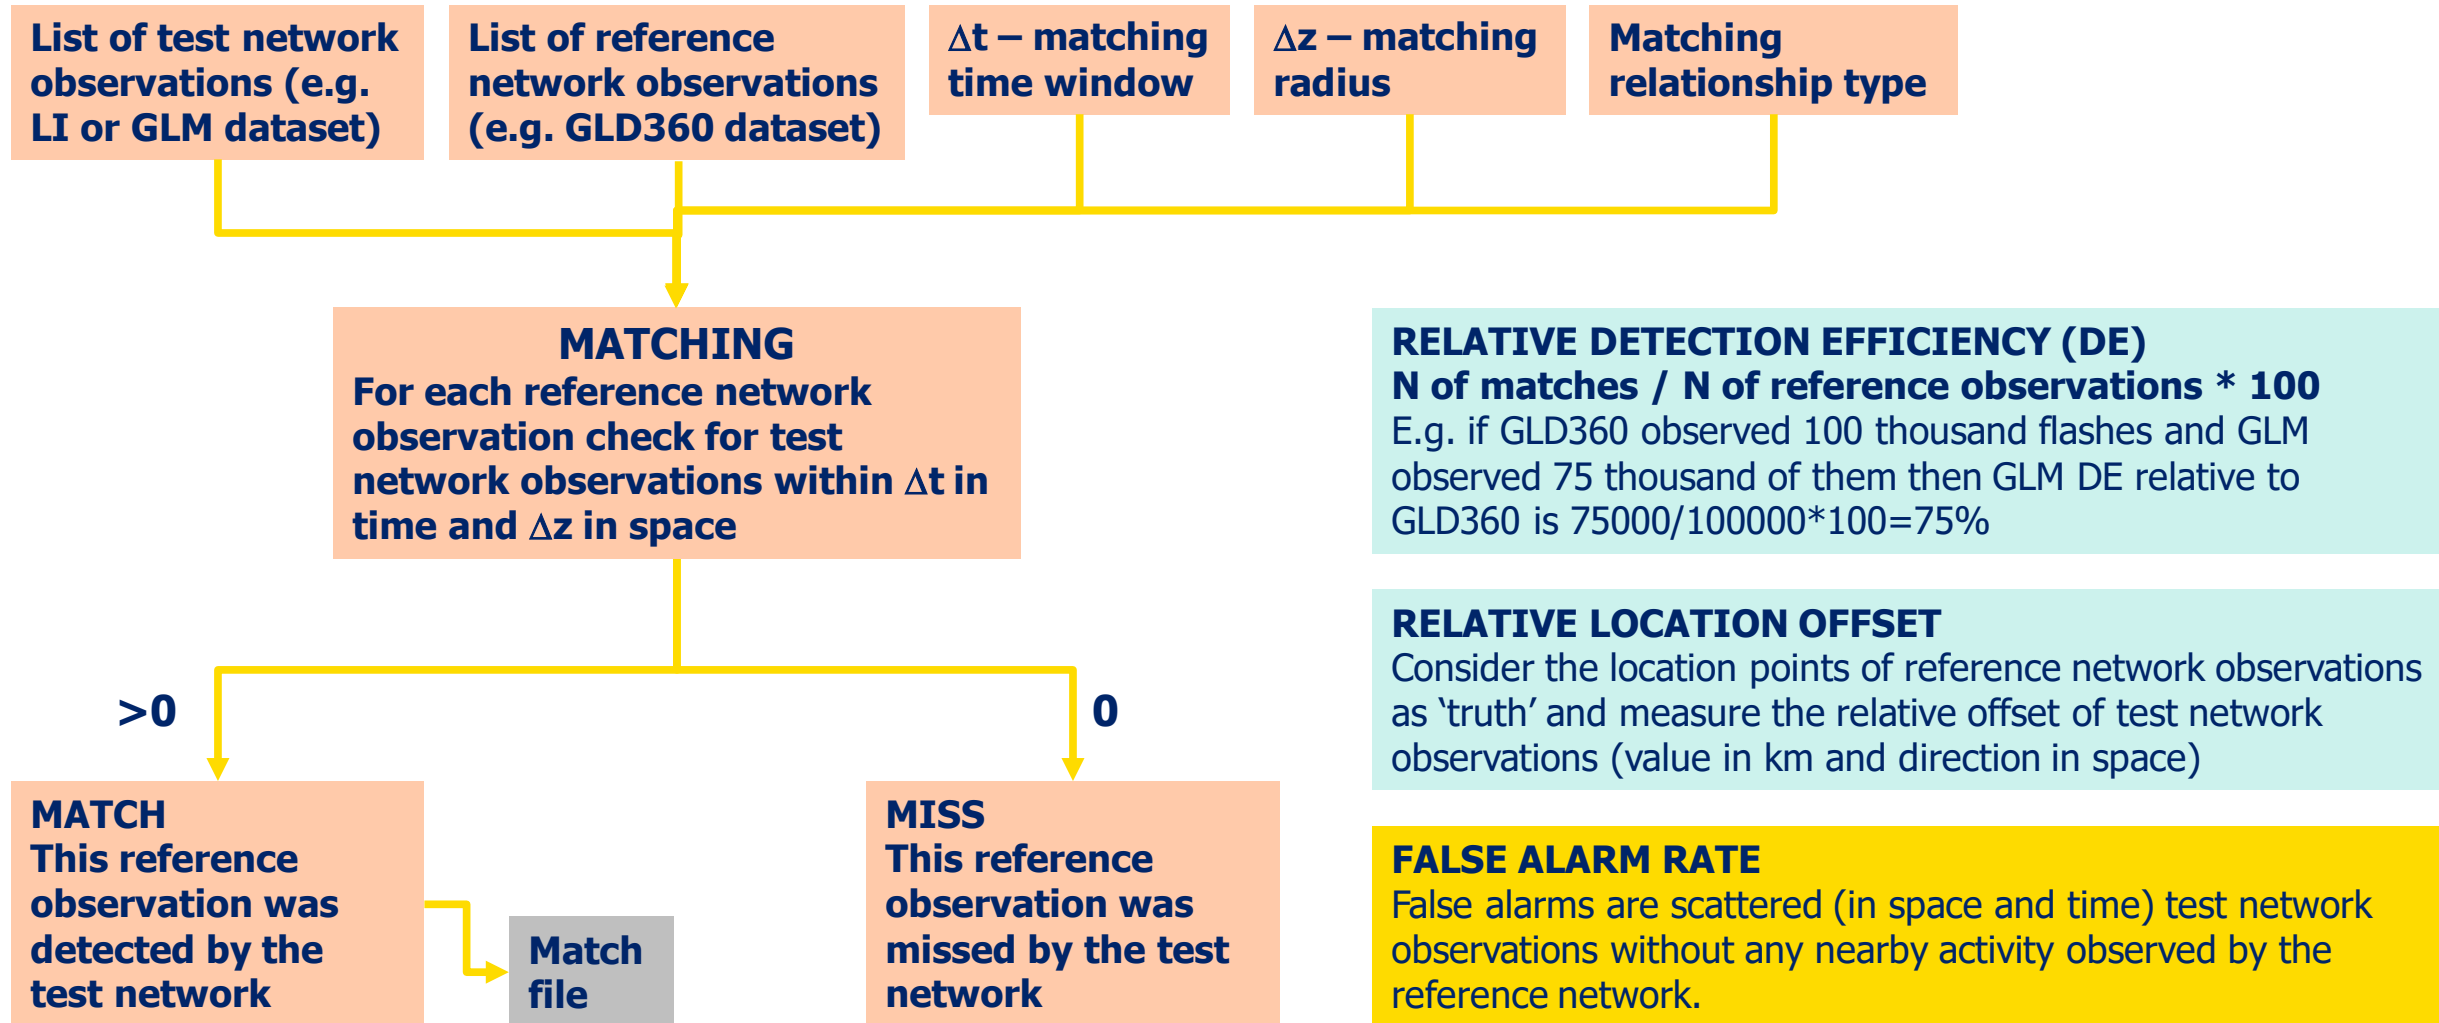 List of test network
observations (e.g.
LI or GLM dataset)
List of reference
network observations
(e.g. GLD360 dataset)
Δt – matching
time window
Δz – matching
radius
Matching
relationship type
MATCHING
For each reference network
observation check for test
network observations within Δt in
time and Δz in space
>0
0
MATCH
This reference
observation was
detected by the
test network
Match
file
MISS
This reference
observation was
missed by the test
network
RELATIVE DETECTION EFFICIENCY (DE)
N of matches / N of reference observations * 100
E.g. if GLD360 observed 100 thousand flashes and GLM
observed 75 thousand of them then GLM DE relative to
GLD360 is 75000/100000*100=75%
RELATIVE LOCATION OFFSET
Consider the location points of reference network observations
as ‘truth’ and measure the relative offset of test network
observations (value in km and direction in space)
FALSE ALARM RATE
False alarms are scattered (in space and time) test network
observations without any nearby activity observed by the
reference network.